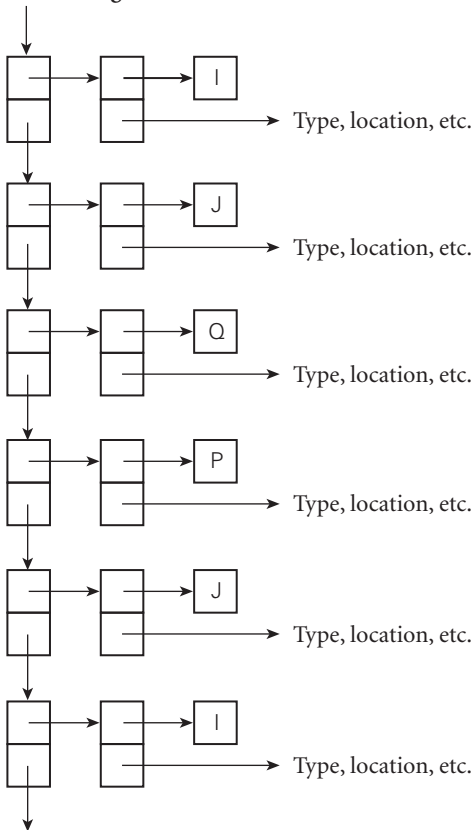 I
Type, location, etc.
J
Type, location, etc.
Q
Type, location, etc.
P
Type, location, etc.
J
Type, location, etc.
I
Type, location, etc.